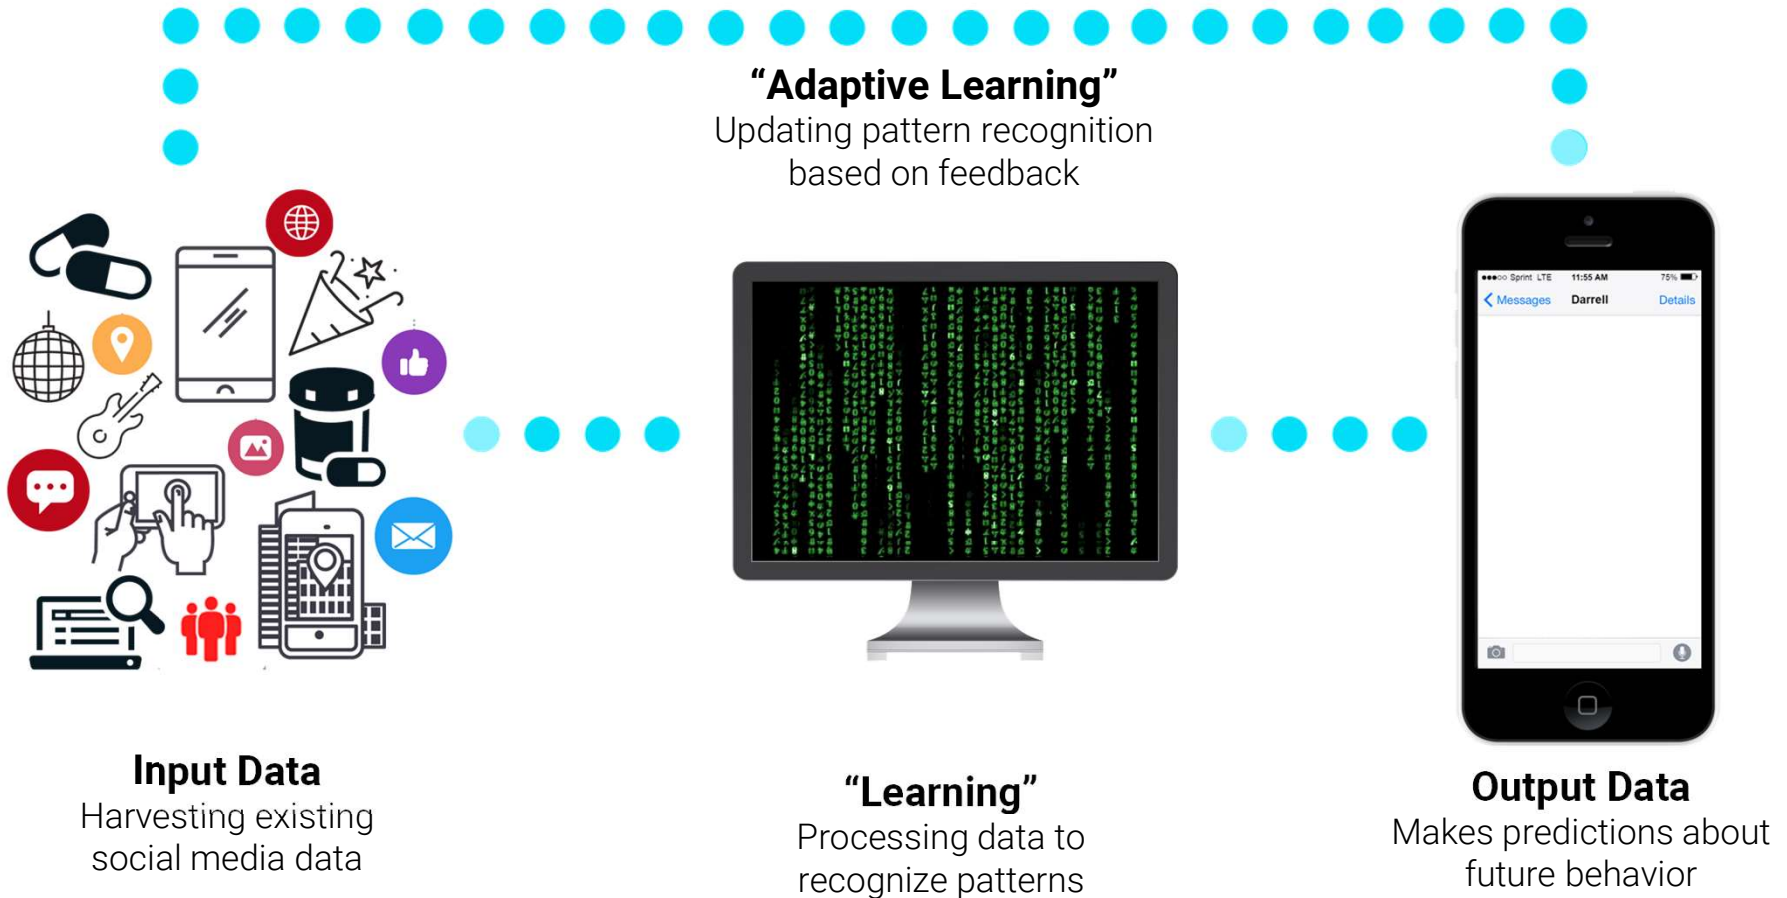 “Adaptive Learning”
Updating pattern recognition
based on feedback
Sprint LTE 11:55 AM 75%
Messages Darrell Details
Input Data
Harvesting existing
social media data
“Learning”
Processing data to
recognize patterns
Output Data
Makes predictions about
future behavior